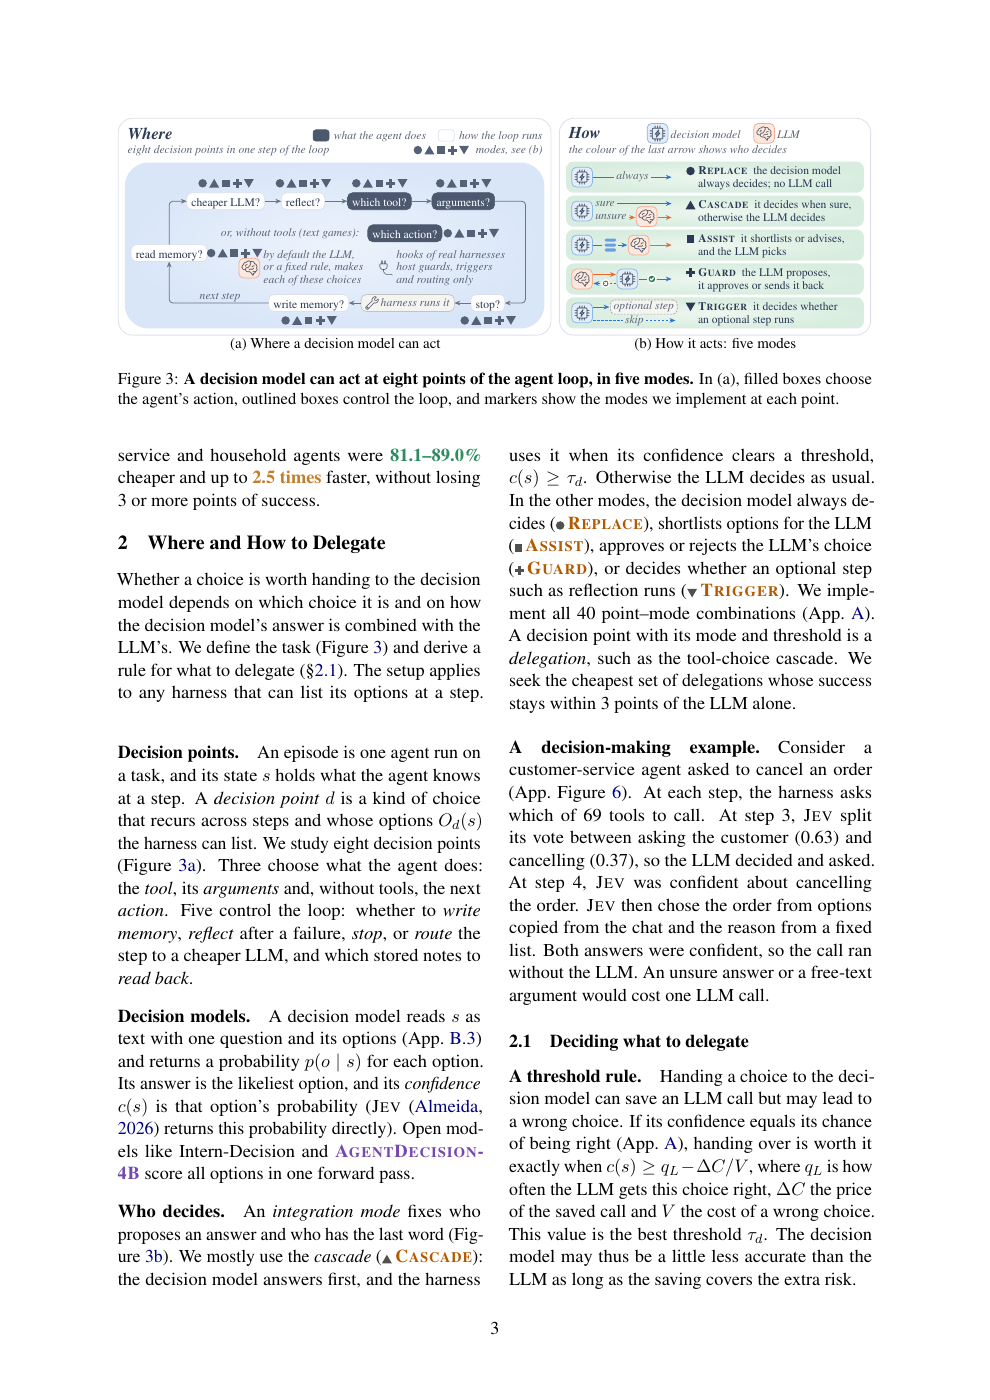 Where
what the agent does
how the loop runs
eight decision points in one step of the loop
●▲■✚▼ modes, see (b)
●▲■✚▼ ●▲■✚▼ ●▲■✚▼ ●▲■✚▼
cheaper LLM? reflect? which tool? arguments?
or, without tools (text games): which action? ●▲■✚▼
read memory? ●▲■✚▼
by default the LLM,
or a fixed rule, makes
each of these choices
hooks of real harnesses
host guards, triggers
and routing only
next step
write memory? harness runs it stop?
●▲■✚▼ ●▲■✚▼
(a) Where a decision model can act
How
decision model LLM
the colour of the last arrow shows who decides
always
● REPLACE the decision model
always decides; no LLM call
sure
unsure
▲ CASCADE it decides when sure,
otherwise the LLM decides
■ ASSIST it shortlists or advises,
and the LLM picks
✚ GUARD the LLM proposes,
it approves or sends it back
optional step
skip
▼ TRIGGER it decides whether
an optional step runs
(b) How it acts: five modes
Figure 3: A decision model can act at eight points of the agent loop, in five modes. In (a), filled boxes choose
the agent's action, outlined boxes control the loop, and markers show the modes we implement at each point.
service and household agents were 81.1–89.0%
cheaper and up to 2.5 times faster, without losing
3 or more points of success.
2 Where and How to Delegate
Whether a choice is worth handing to the decision
model depends on which choice it is and on how
the decision model's answer is combined with the
LLM's. We define the task (Figure 3) and derive a
rule for what to delegate (§2.1). The setup applies
to any harness that can list its options at a step.
Decision points. An episode is one agent run on
a task, and its state s holds what the agent knows
at a step. A decision point d is a kind of choice
that recurs across steps and whose options O_d(s)
the harness can list. We study eight decision points
(Figure 3a). Three choose what the agent does:
the tool, its arguments and, without tools, the next
action. Five control the loop: whether to write
memory, reflect after a failure, stop, or route the
step to a cheaper LLM, and which stored notes to
read back.
Decision models. A decision model reads s as
text with one question and its options (App. B.3)
and returns a probability p(o | s) for each option.
Its answer is the likeliest option, and its confidence
c(s) is that option's probability (JEV (Almeida,
2026) returns this probability directly). Open mod-
els like Intern-Decision and AGENTDECISION-
4B score all options in one forward pass.
Who decides. An integration mode fixes who
proposes an answer and who has the last word (Fig-
ure 3b). We mostly use the cascade (▲ CASCADE):
the decision model answers first, and the harness
uses it when its confidence clears a threshold,
c(s) ≥ τ_d. Otherwise the LLM decides as usual.
In the other modes, the decision model always de-
cides (● REPLACE), shortlists options for the LLM
(■ ASSIST), approves or rejects the LLM's choice
(✚ GUARD), or decides whether an optional step
such as reflection runs (▼ TRIGGER). We imple-
ment all 40 point–mode combinations (App. A).
A decision point with its mode and threshold is a
delegation, such as the tool-choice cascade. We
seek the cheapest set of delegations whose success
stays within 3 points of the LLM alone.
A decision-making example. Consider a
customer-service agent asked to cancel an order
(App. Figure 6). At each step, the harness asks
which of 69 tools to call. At step 3, JEV split
its vote between asking the customer (0.63) and
cancelling (0.37), so the LLM decided and asked.
At step 4, JEV was confident about cancelling
the order. JEV then chose the order from options
copied from the chat and the reason from a fixed
list. Both answers were confident, so the call ran
without the LLM. An unsure answer or a free-text
argument would cost one LLM call.
2.1 Deciding what to delegate
A threshold rule. Handing a choice to the deci-
sion model can save an LLM call but may lead to
a wrong choice. If its confidence equals its chance
of being right (App. A), handing over is worth it
exactly when c(s) ≥ q_L − ΔC/V, where q_L is how
often the LLM gets this choice right, ΔC the price
of the saved call and V the cost of a wrong choice.
This value is the best threshold τ_d. The decision
model may thus be a little less accurate than the
LLM as long as the saving covers the extra risk.
3